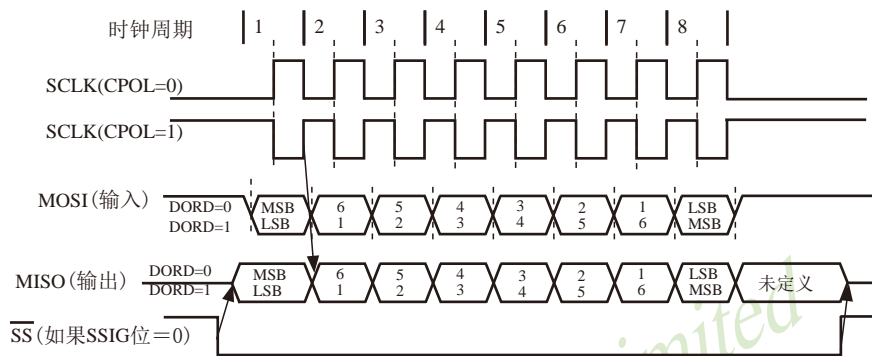 时钟周期 1 2 3 4 5 6 7 8
SCLK(CPOL=0)
SCLK(CPOL=1)
MOSI(输入) DORD=0 MSB 6 5 4 3 2 1 LSB
DORD=1 LSB 1 2 3 4 5 6 MSB
MISO(输出) DORD=0 MSB 6 5 4 3 2 1 LSB 未定义
DORD=1 LSB 1 2 3 4 5 6 MSB
SS(如果SSIG位=0)
imited